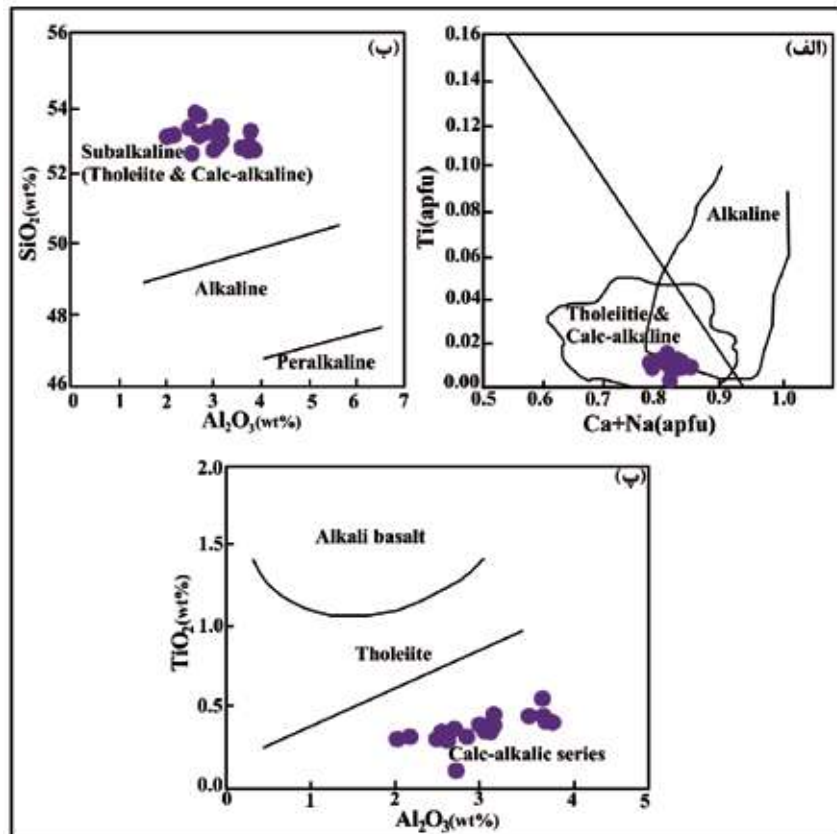 (ب)
56
54
52
50
48
46
SiO₂(wt%)
Subalkaline
(Tholeiite & Calc-alkaline)
Alkaline
Peralkaline
0 1 2 3 4 5 6 7
Al₂O₃(wt%)
(الف)
0.16
0.14
0.12
0.10
0.08
0.06
0.04
0.02
0.00
Ti(apfu)
Alkaline
Tholeiitie &
Calc-alkaline
0.5 0.6 0.7 0.8 0.9 1.0
Ca+Na(apfu)
(پ)
2.0
1.5
1.0
0.5
0.0
TiO₂(wt%)
Alkali basalt
Tholeiite
Calc-alkalic series
0 1 2 3 4 5
Al₂O₃(wt%)